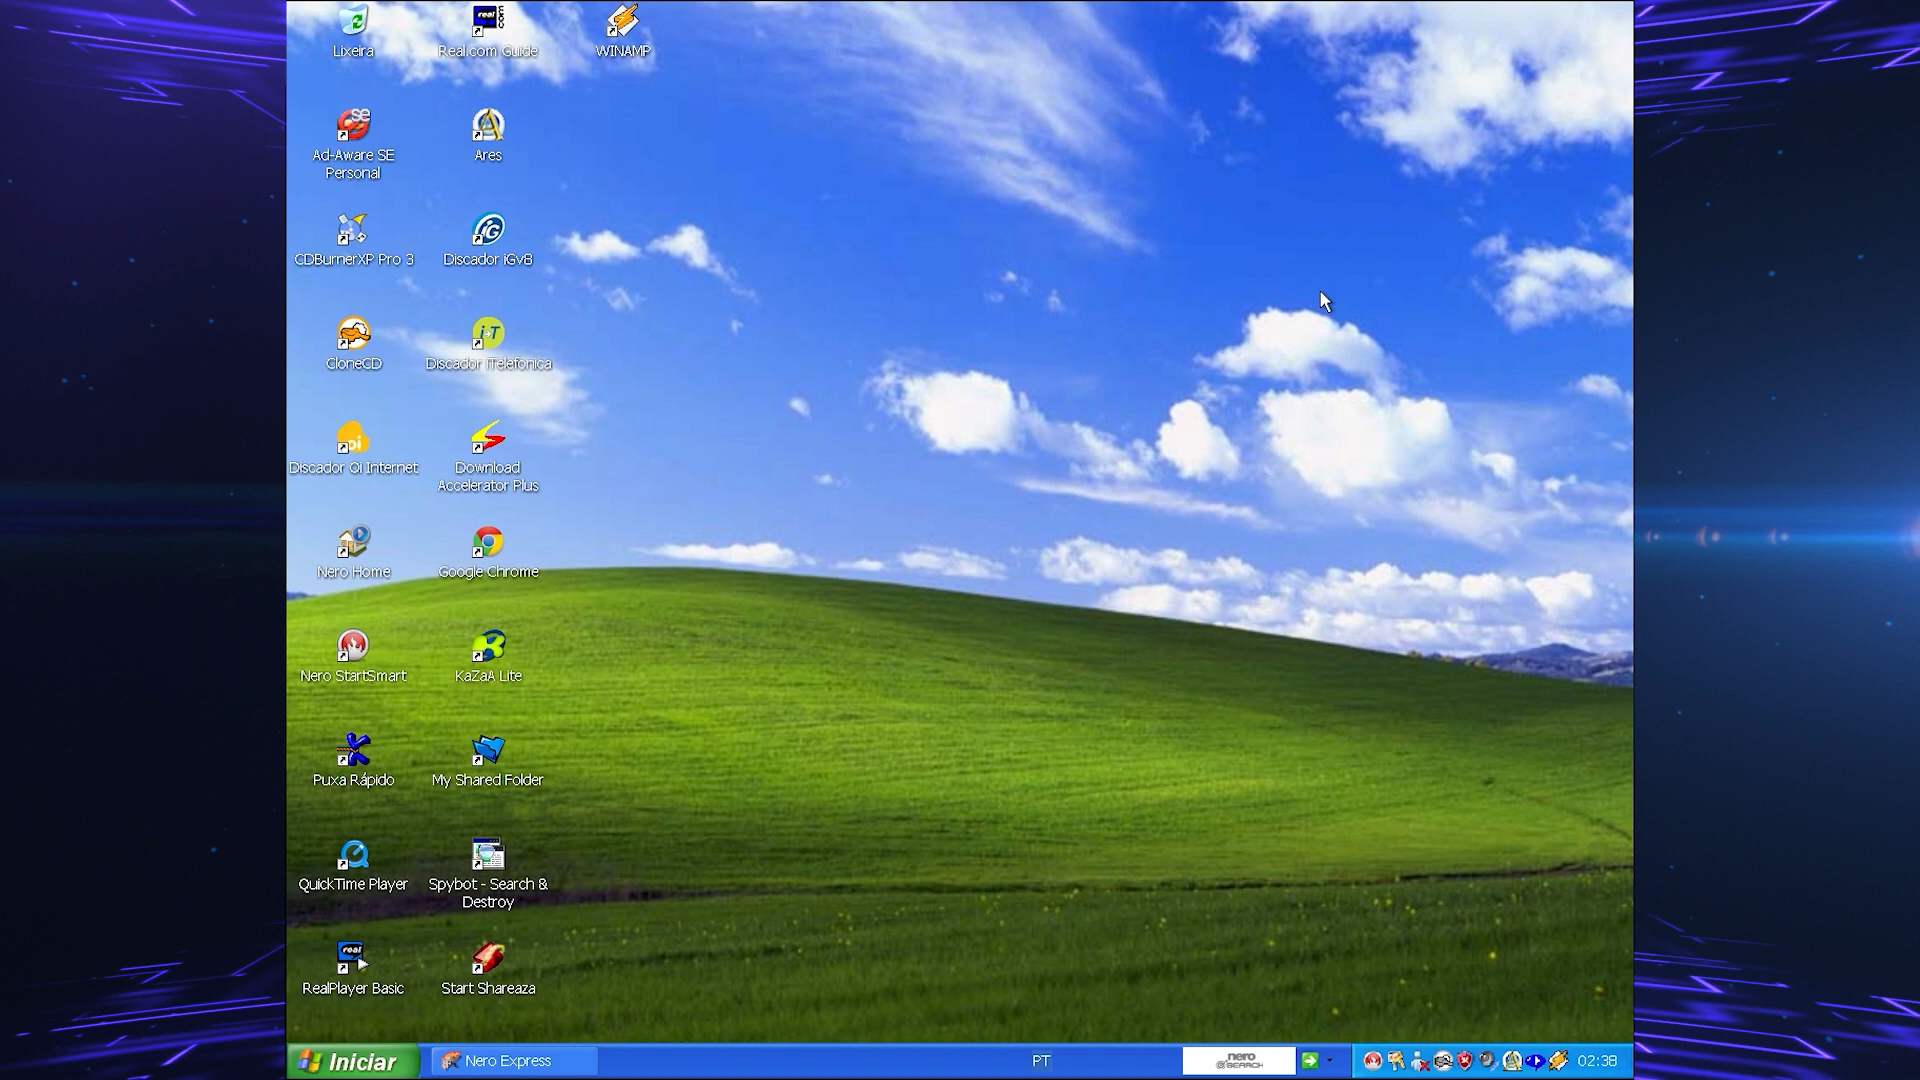 Lixeira
Real.com Guide
WINAMP
Ad-Aware SE
Personal
Ares
CDBurnerXP Pro 3
Discador iGv8
CloneCD
Discador iTelefonica
Discador Oi Internet
Download
Accelerator Plus
Nero Home
Google Chrome
Nero StartSmart
KaZaA Lite
Puxa Rápido
My Shared Folder
QuickTime Player
Spybot - Search &
Destroy
RealPlayer Basic
Start Shareaza
Iniciar
Nero Express
PT
nero
SEARCH
02:38